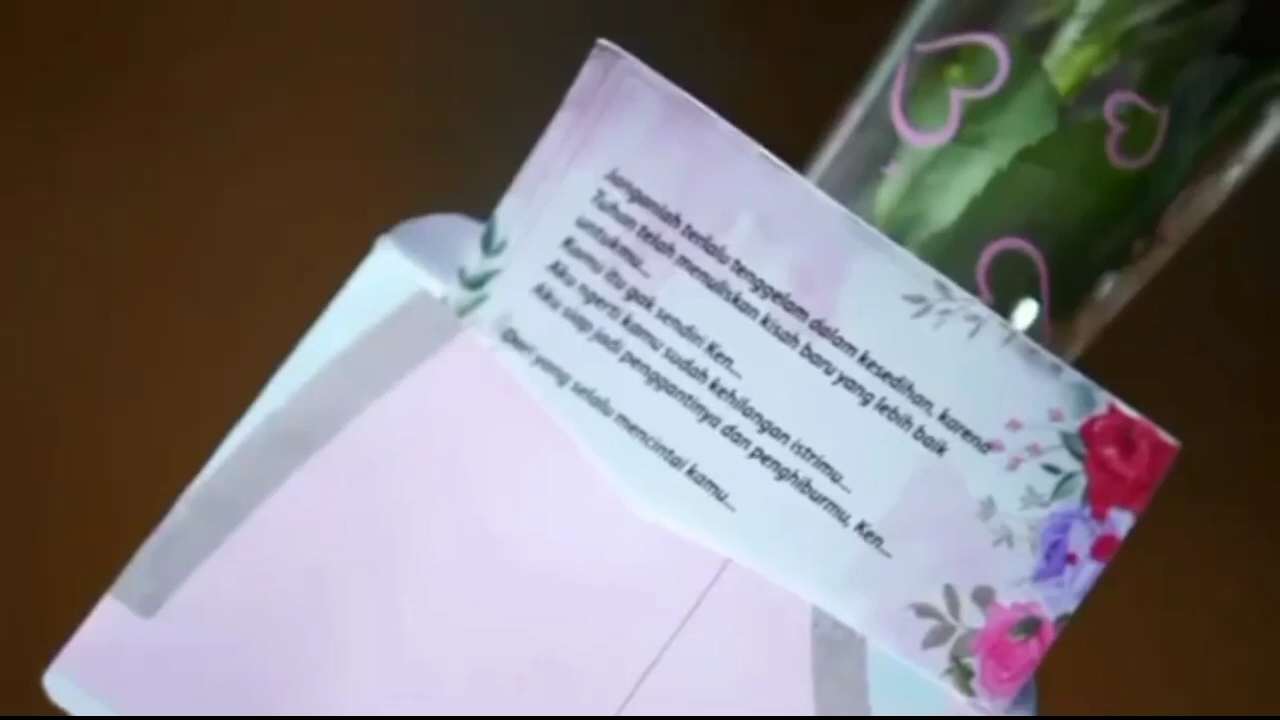 Janganlah terlalu tenggelam dalam kesedihan, karena
Tuhan telah menuliskan kisah baru yang lebih baik
untukmu...
Kamu itu gak sendiri Ken...
Aku ngerti kamu sudah kehilangan istrimu...
Aku siap jadi penggantinya dan penghiburmu, Ken...
Dari yang selalu mencintai kamu...